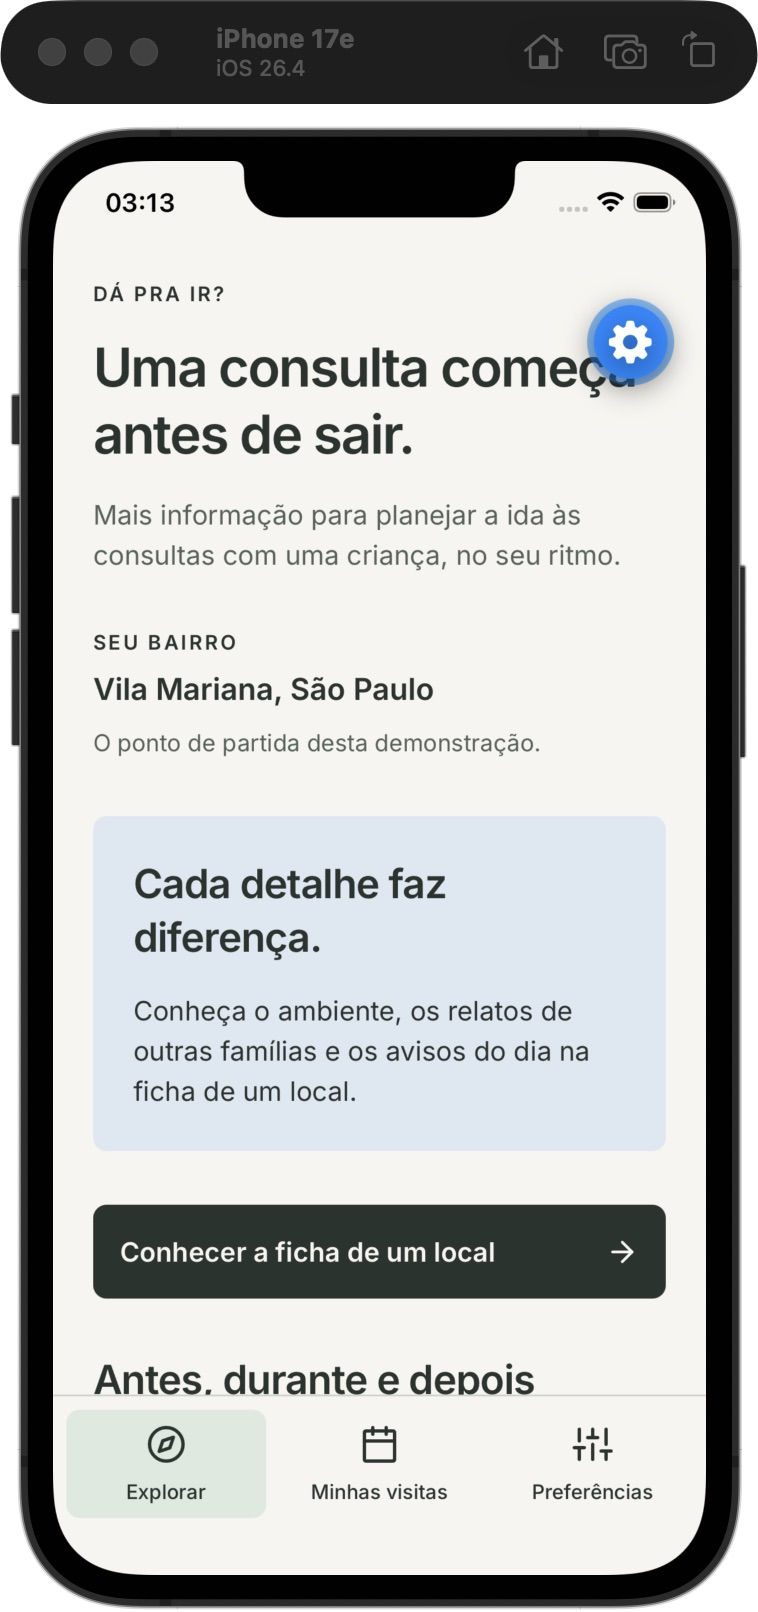 iPhone 17e
iOS 26.4
03:13
DÁ PRA IR?
Uma consulta começa
antes de sair.
Mais informação para planejar a ida às
consultas com uma criança, no seu ritmo.
SEU BAIRRO
Vila Mariana, São Paulo
O ponto de partida desta demonstração.
Cada detalhe faz
diferença.
Conheça o ambiente, os relatos de
outras famílias e os avisos do dia na
ficha de um local.
Conhecer a ficha de um local
Antes, durante e depois
Explorar
Minhas visitas
Preferências